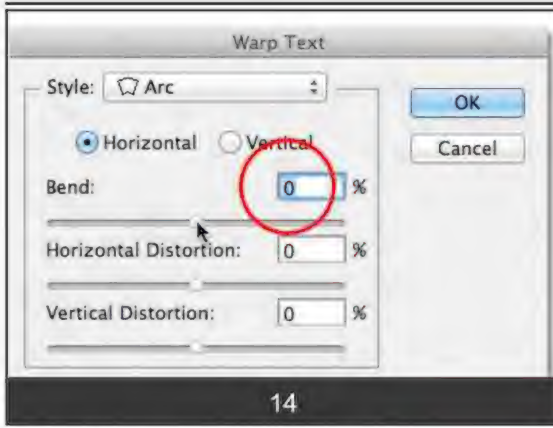 Warp Text
Style: Arc
OK
Horizontal Vertical
Cancel
Bend: 0 %
Horizontal Distortion: 0 %
Vertical Distortion: 0 %
14